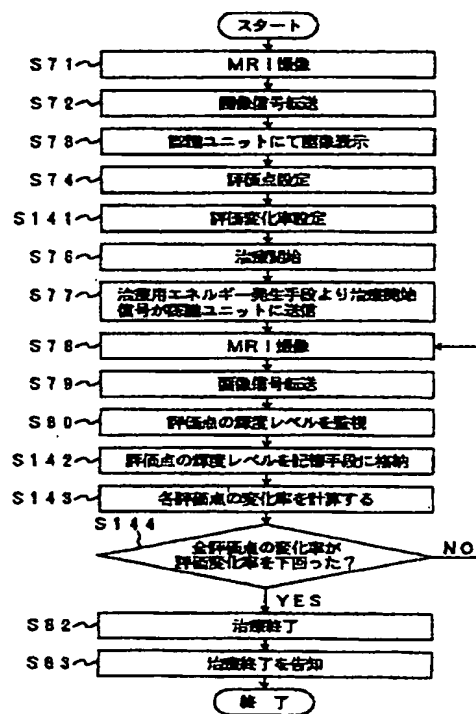 スタート
S71 MRI撮像
S72 画像信号転送
S73 認識ユニットにて画像表示
S74 評価点設定
S141 評価変化率設定
S76 治療開始
S77 治療用エネルギー発生手段より治療開始
信号が認識ユニットに送信
S78 MRI撮像
S79 画像信号転送
S80 評価点の輝度レベルを監視
S142 評価点の輝度レベルを記憶手段に格納
S143 各評価点の変化率を計算する
S144
全評価点の変化率が
評価変化率を下回った?
NO
YES
S82 治療終了
S83 治療終了を告知
終了